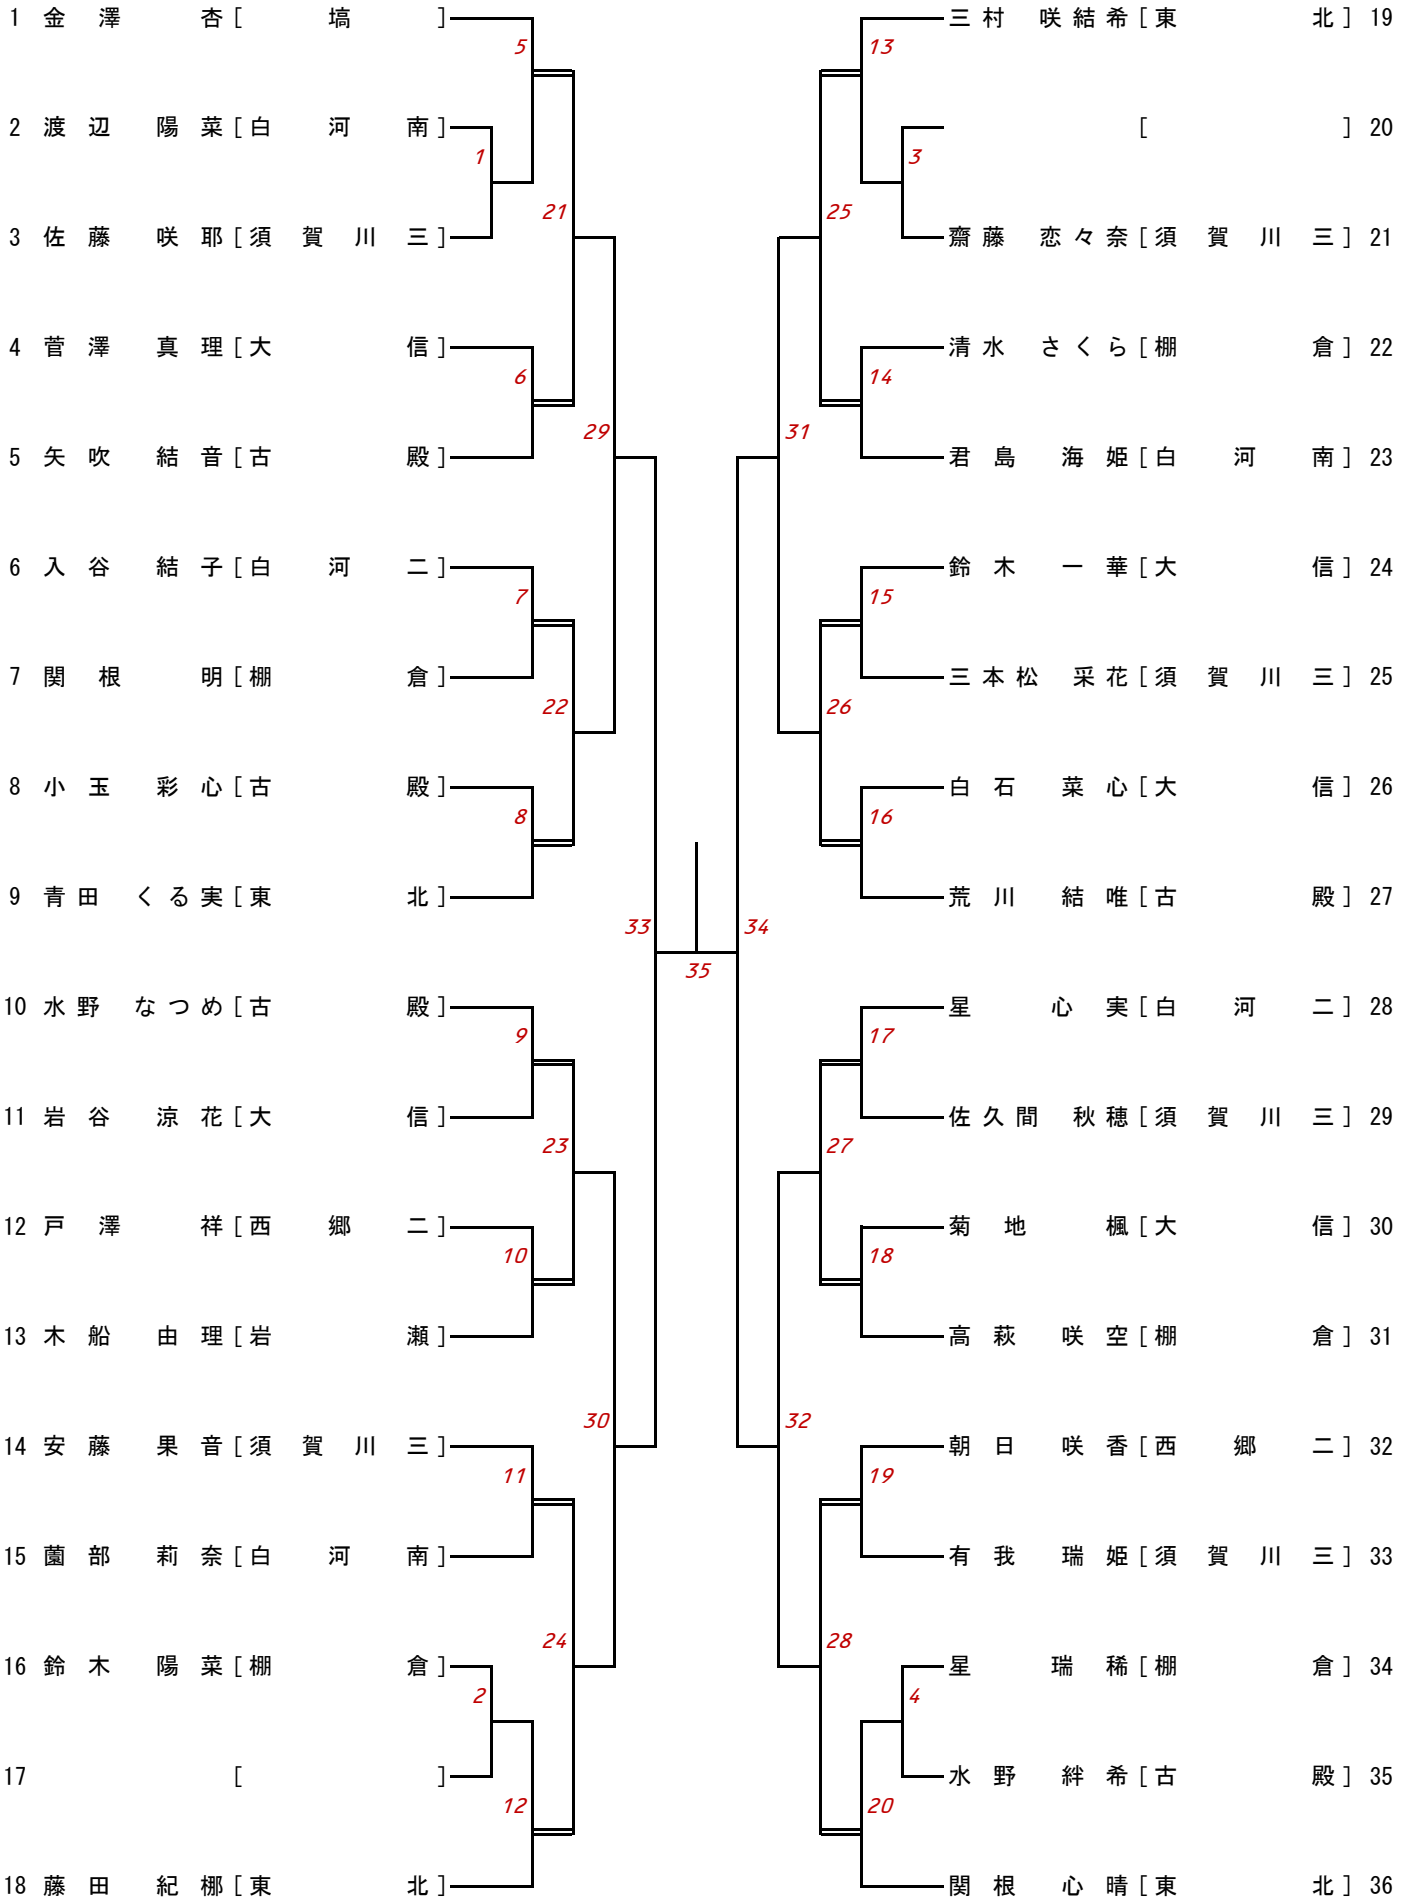 1 金澤 杏 [塙]
5
2 渡辺 陽菜 [白河南]
1
3 佐藤 咲耶 [須賀川三]
21
4 菅澤 真理 [大信]
6
29
5 矢吹 結音 [古殿]
6 入谷 結子 [白河二]
7
7 関根 明 [棚倉]
22
8 小玉 彩心 [古殿]
8
9 青田 くる実 [東北]
33
10 水野 なつめ [古殿]
9
11 岩谷 涼花 [大信]
23
12 戸澤 祥 [西郷二]
10
13 木船 由理 [岩瀬]
30
14 安藤 果音 [須賀川三]
11
15 薗部 莉奈 [白河南]
24
16 鈴木 陽菜 [棚倉]
2
17 [ ]
12
18 藤田 紀梛 [東北]
35
三村 咲結希 [東北] 19
13
[ ] 20
3
25
齋藤 恋々奈 [須賀川三] 21
清水 さくら [棚倉] 22
14
31
君島 海姫 [白河南] 23
鈴木 一華 [大信] 24
15
三本松 采花 [須賀川三] 25
26
白石 菜心 [大信] 26
16
荒川 結唯 [古殿] 27
34
星 心実 [白河二] 28
17
佐久間 秋穂 [須賀川三] 29
27
菊地 楓 [大信] 30
18
高萩 咲空 [棚倉] 31
32
朝日 咲香 [西郷二] 32
19
有我 瑞姫 [須賀川三] 33
28
星 瑞稀 [棚倉] 34
4
水野 絆希 [古殿] 35
20
関根 心晴 [東北] 36